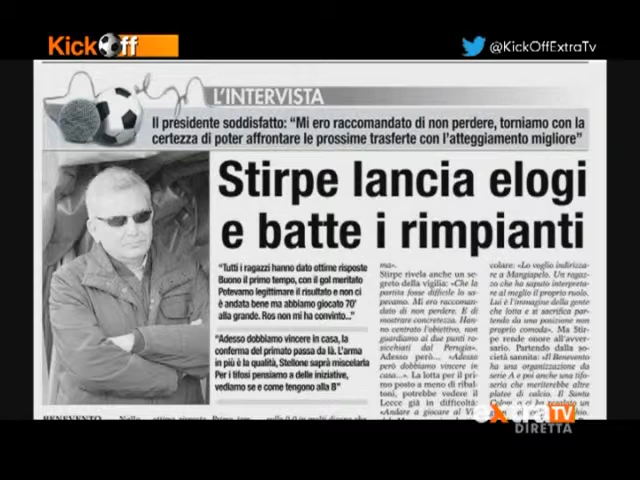 KickOff
@KickOffExtraTv
L'INTERVISTA
Il presidente soddisfatto: “Mi ero raccomandato di non perdere, torniamo con la
certezza di poter affrontare le prossime trasferte con l'atteggiamento migliore”
Stirpe lancia elogi
e batte i rimpianti
“Tutti i ragazzi hanno dato ottime risposte
Buono il primo tempo, con il gol meritato
Potevamo legittimare il risultato e non ci
è andata bene ma abbiamo giocato 70'
alla grande. Ros non mi ha convinto...”
“Adesso dobbiamo vincere in casa, la
conferma del primato passa da là. L'arma
in più è la qualità, Stellone saprà miscelarla
Per i tifosi pensiamo a delle iniziative,
vediamo se e come tengono alla B”
ma».
Stirpe rivela anche un se-
greto della vigilia: «Che la
partita fosse difficile lo sa-
pevamo. Mi ero raccoman-
dato di non perdere. E di
mostrare concretezza. Han-
no centrato l'obiettivo, non
guardiamo ai due punti ro-
sicchiati dal Perugia».
Adesso però... «Adesso
però dobbiamo vincere in
casa...». La lotta per il pri-
mo posto a meno di ribal-
toni, potrebbe vedere il
Lecce già in difficoltà:
«Andare a giocare al Vi
colare: «Lo voglio indirizza-
re a Mangiapelo. Un ragaz-
zo che ha saputo interpreta-
re al meglio il proprio ruolo.
Lui è l'immagine della gente
che lotta e si sacrifica par-
tendo da una posizione non
proprio comoda». Ma Stir-
pe rende onore all'avver-
sario. Partendo dalla so-
cietà sannita: «Il Benevento
ha una organizzazione da
serie A e poi anche una tifo-
seria che meriterebbe altre
platee di calcio. Il Santa
BENEVENTO
extra TV
DIRETTA